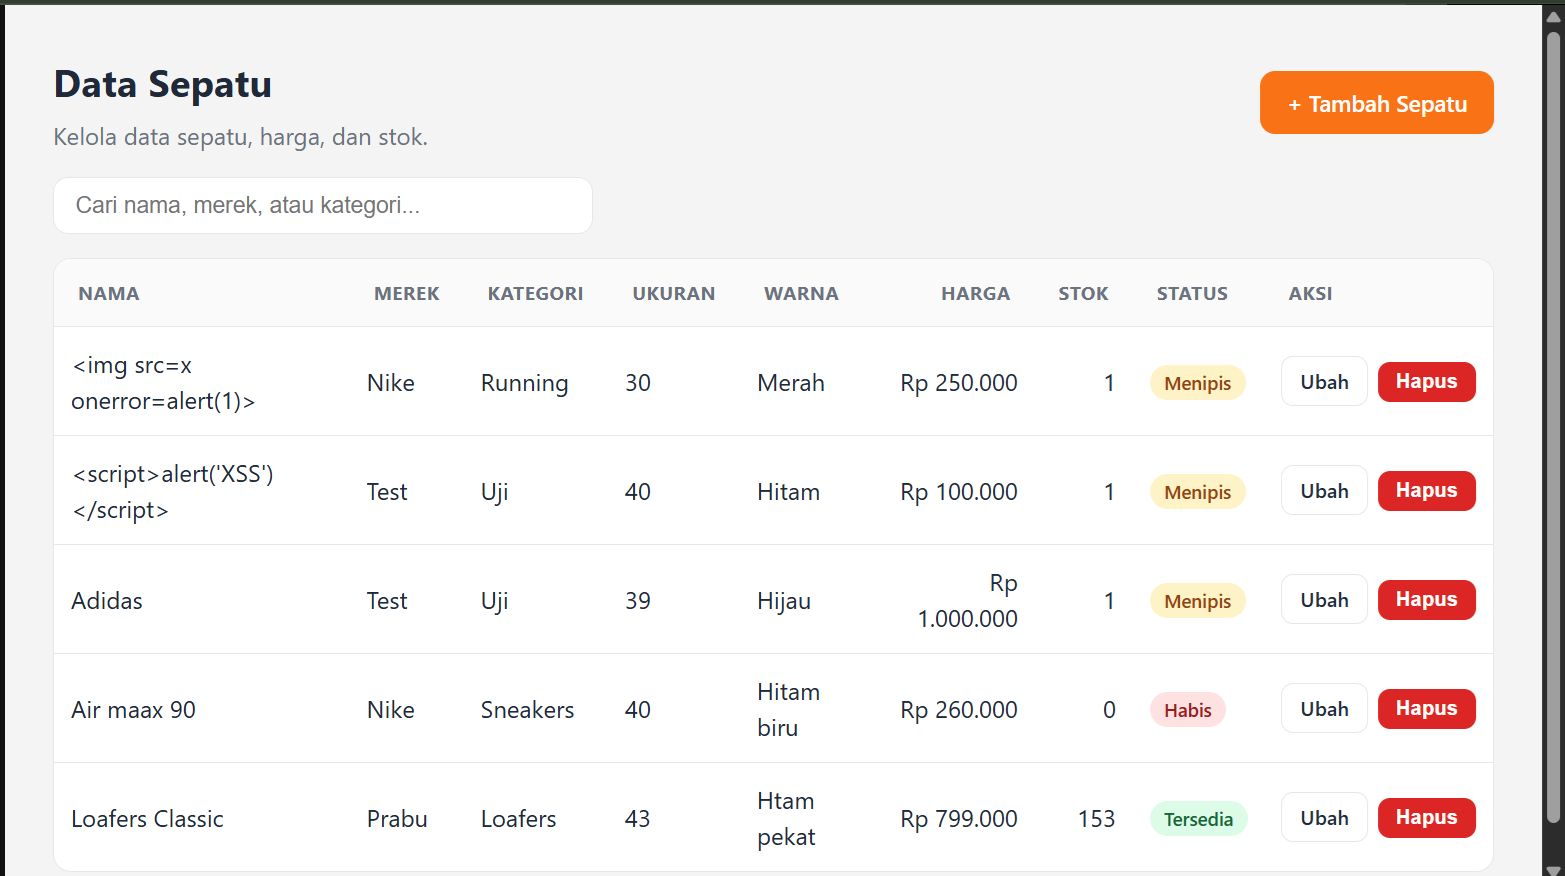 Data Sepatu
+ Tambah Sepatu
Kelola data sepatu, harga, dan stok.
Cari nama, merek, atau kategori...
NAMA MEREK KATEGORI UKURAN WARNA HARGA STOK STATUS AKSI
<img src=x
onerror=alert(1)> Nike Running 30 Merah Rp 250.000 1 Menipis Ubah Hapus
<script>alert('XSS')
</script> Test Uji 40 Hitam Rp 100.000 1 Menipis Ubah Hapus
Adidas Test Uji 39 Hijau Rp
1.000.000 1 Menipis Ubah Hapus
Air maax 90 Nike Sneakers 40 Hitam
biru Rp 260.000 0 Habis Ubah Hapus
Loafers Classic Prabu Loafers 43 Htam
pekat Rp 799.000 153 Tersedia Ubah Hapus